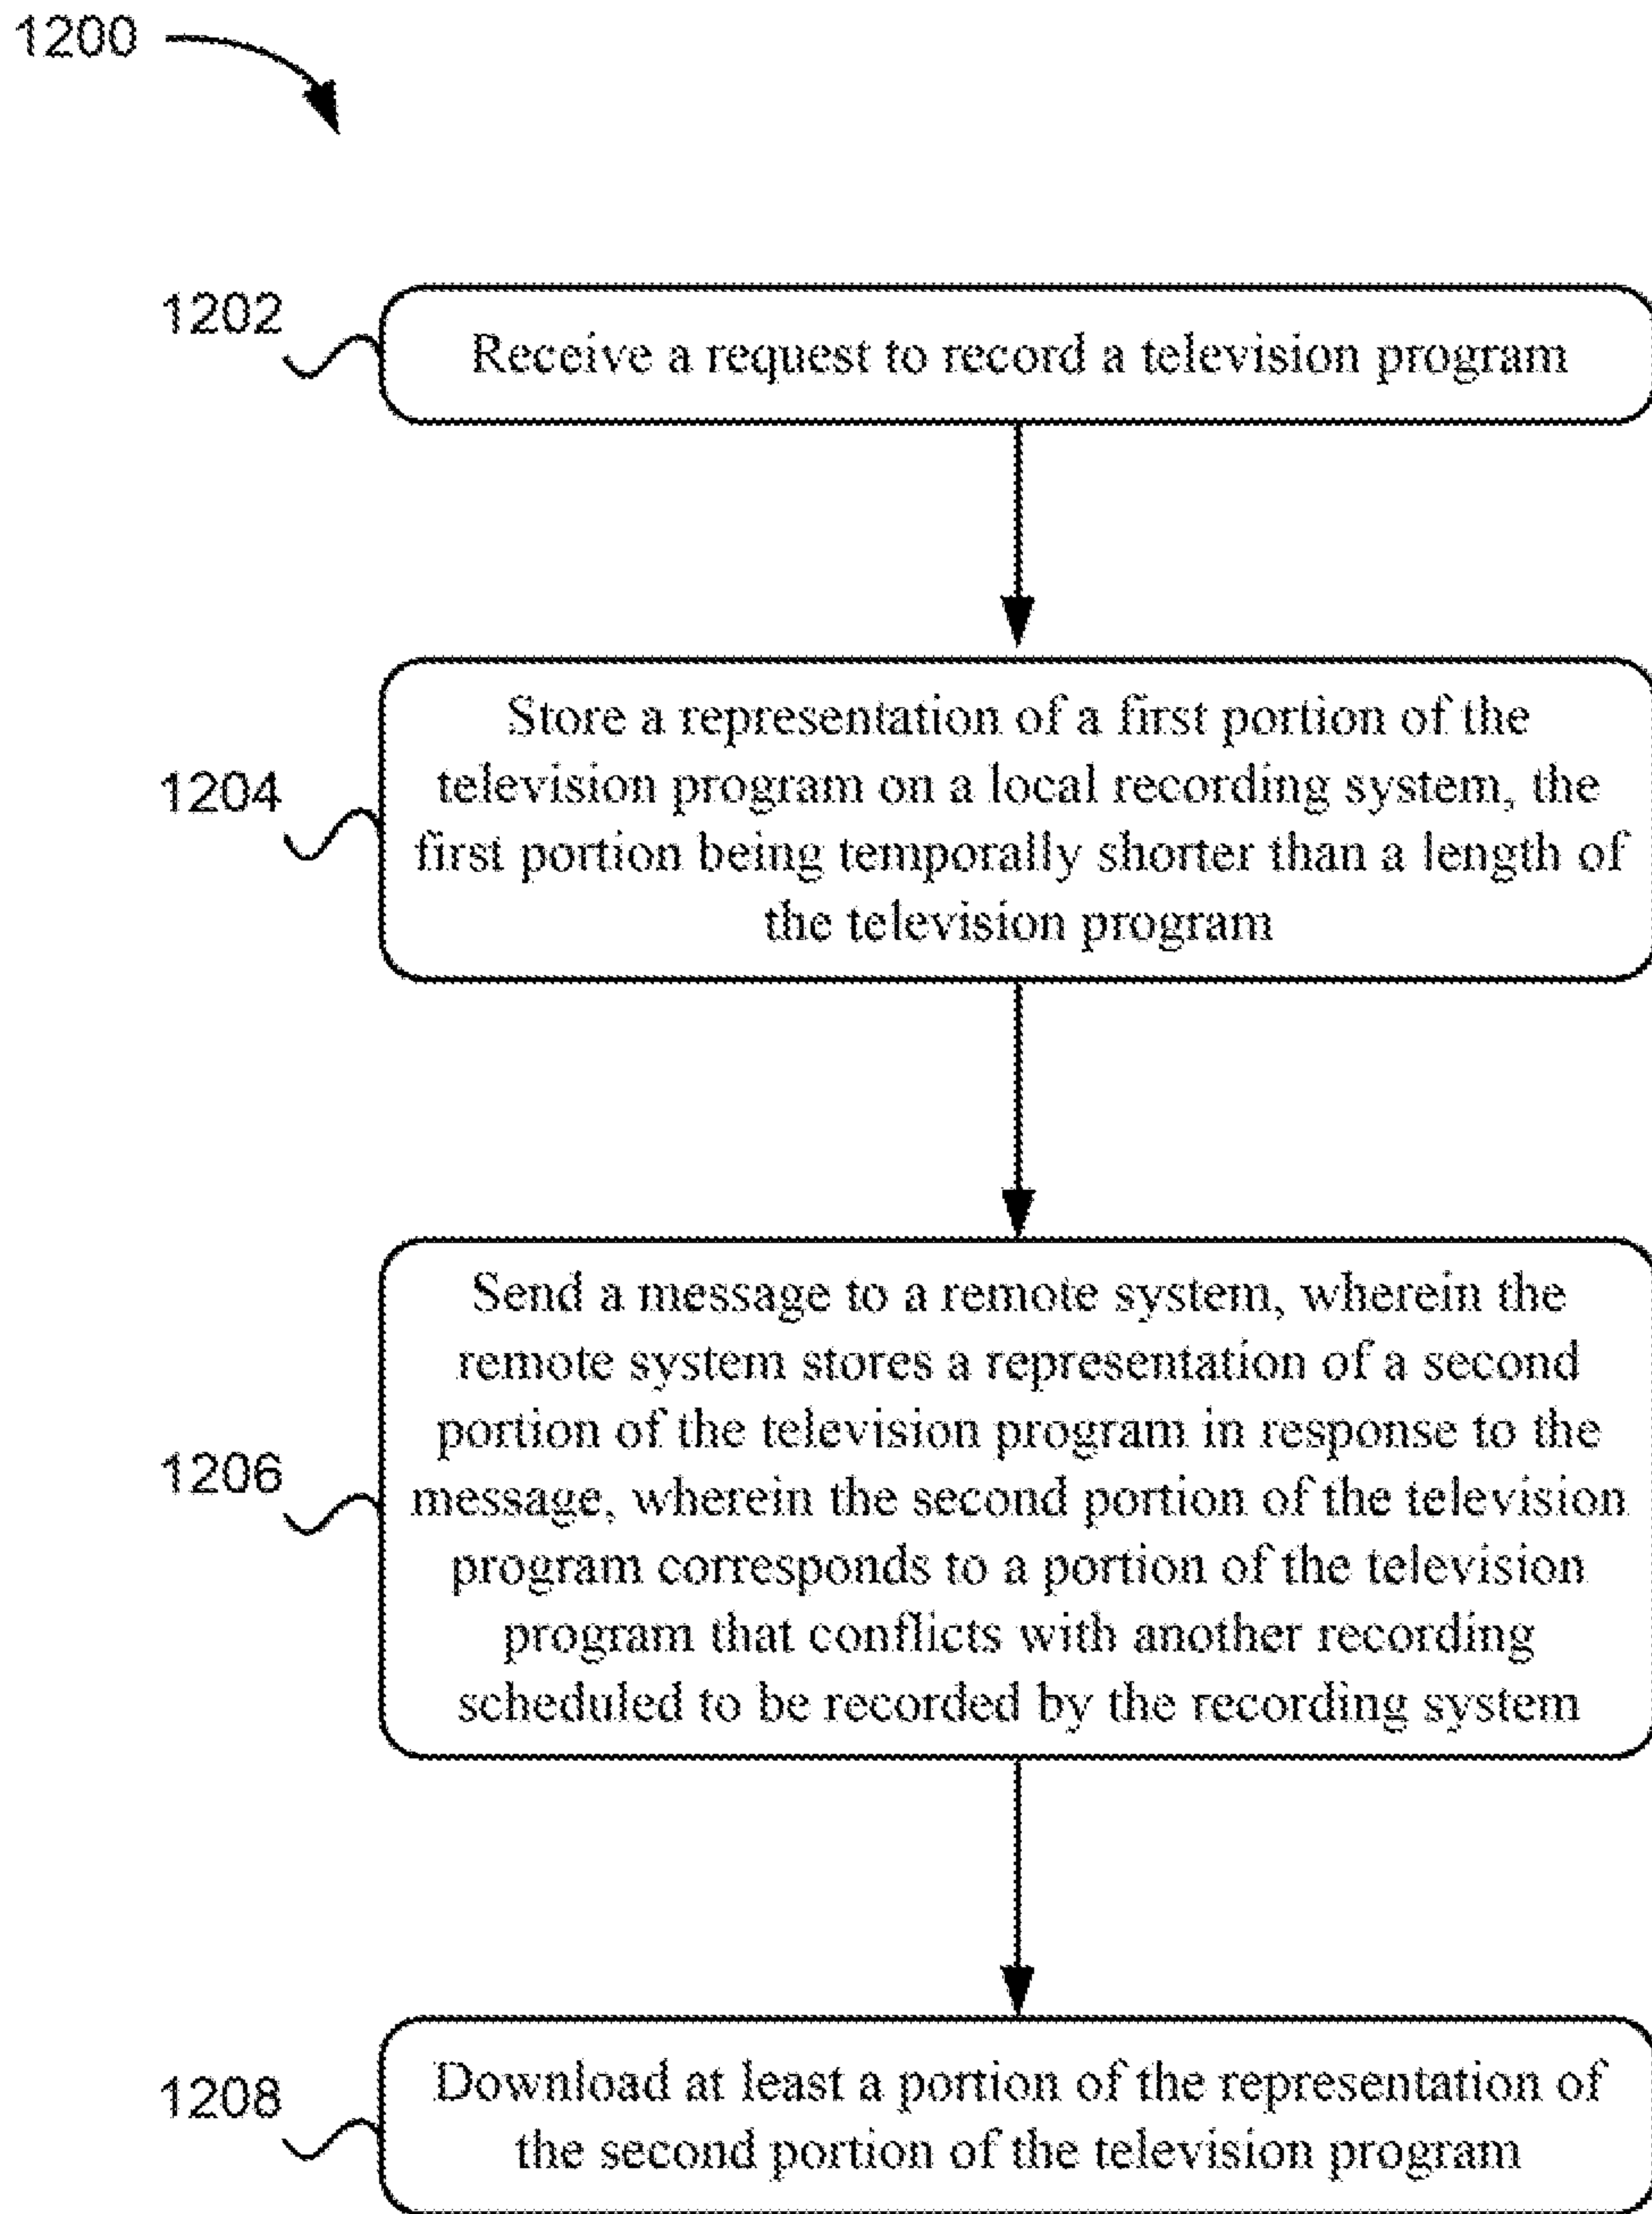 1200
1202
Receive a request to record a television program
1204
Store a representation of a first portion of the
television program on a local recording system, the
first portion being temporally shorter than a length of
the television program
1206
Send a message to a remote system, wherein the
remote system stores a representation of a second
portion of the television program in response to the
message, wherein the second portion of the television
program corresponds to a portion of the television
program that conflicts with another recording
scheduled to be recorded by the recording system
1208
Download at least a portion of the representation of
the second portion of the television program